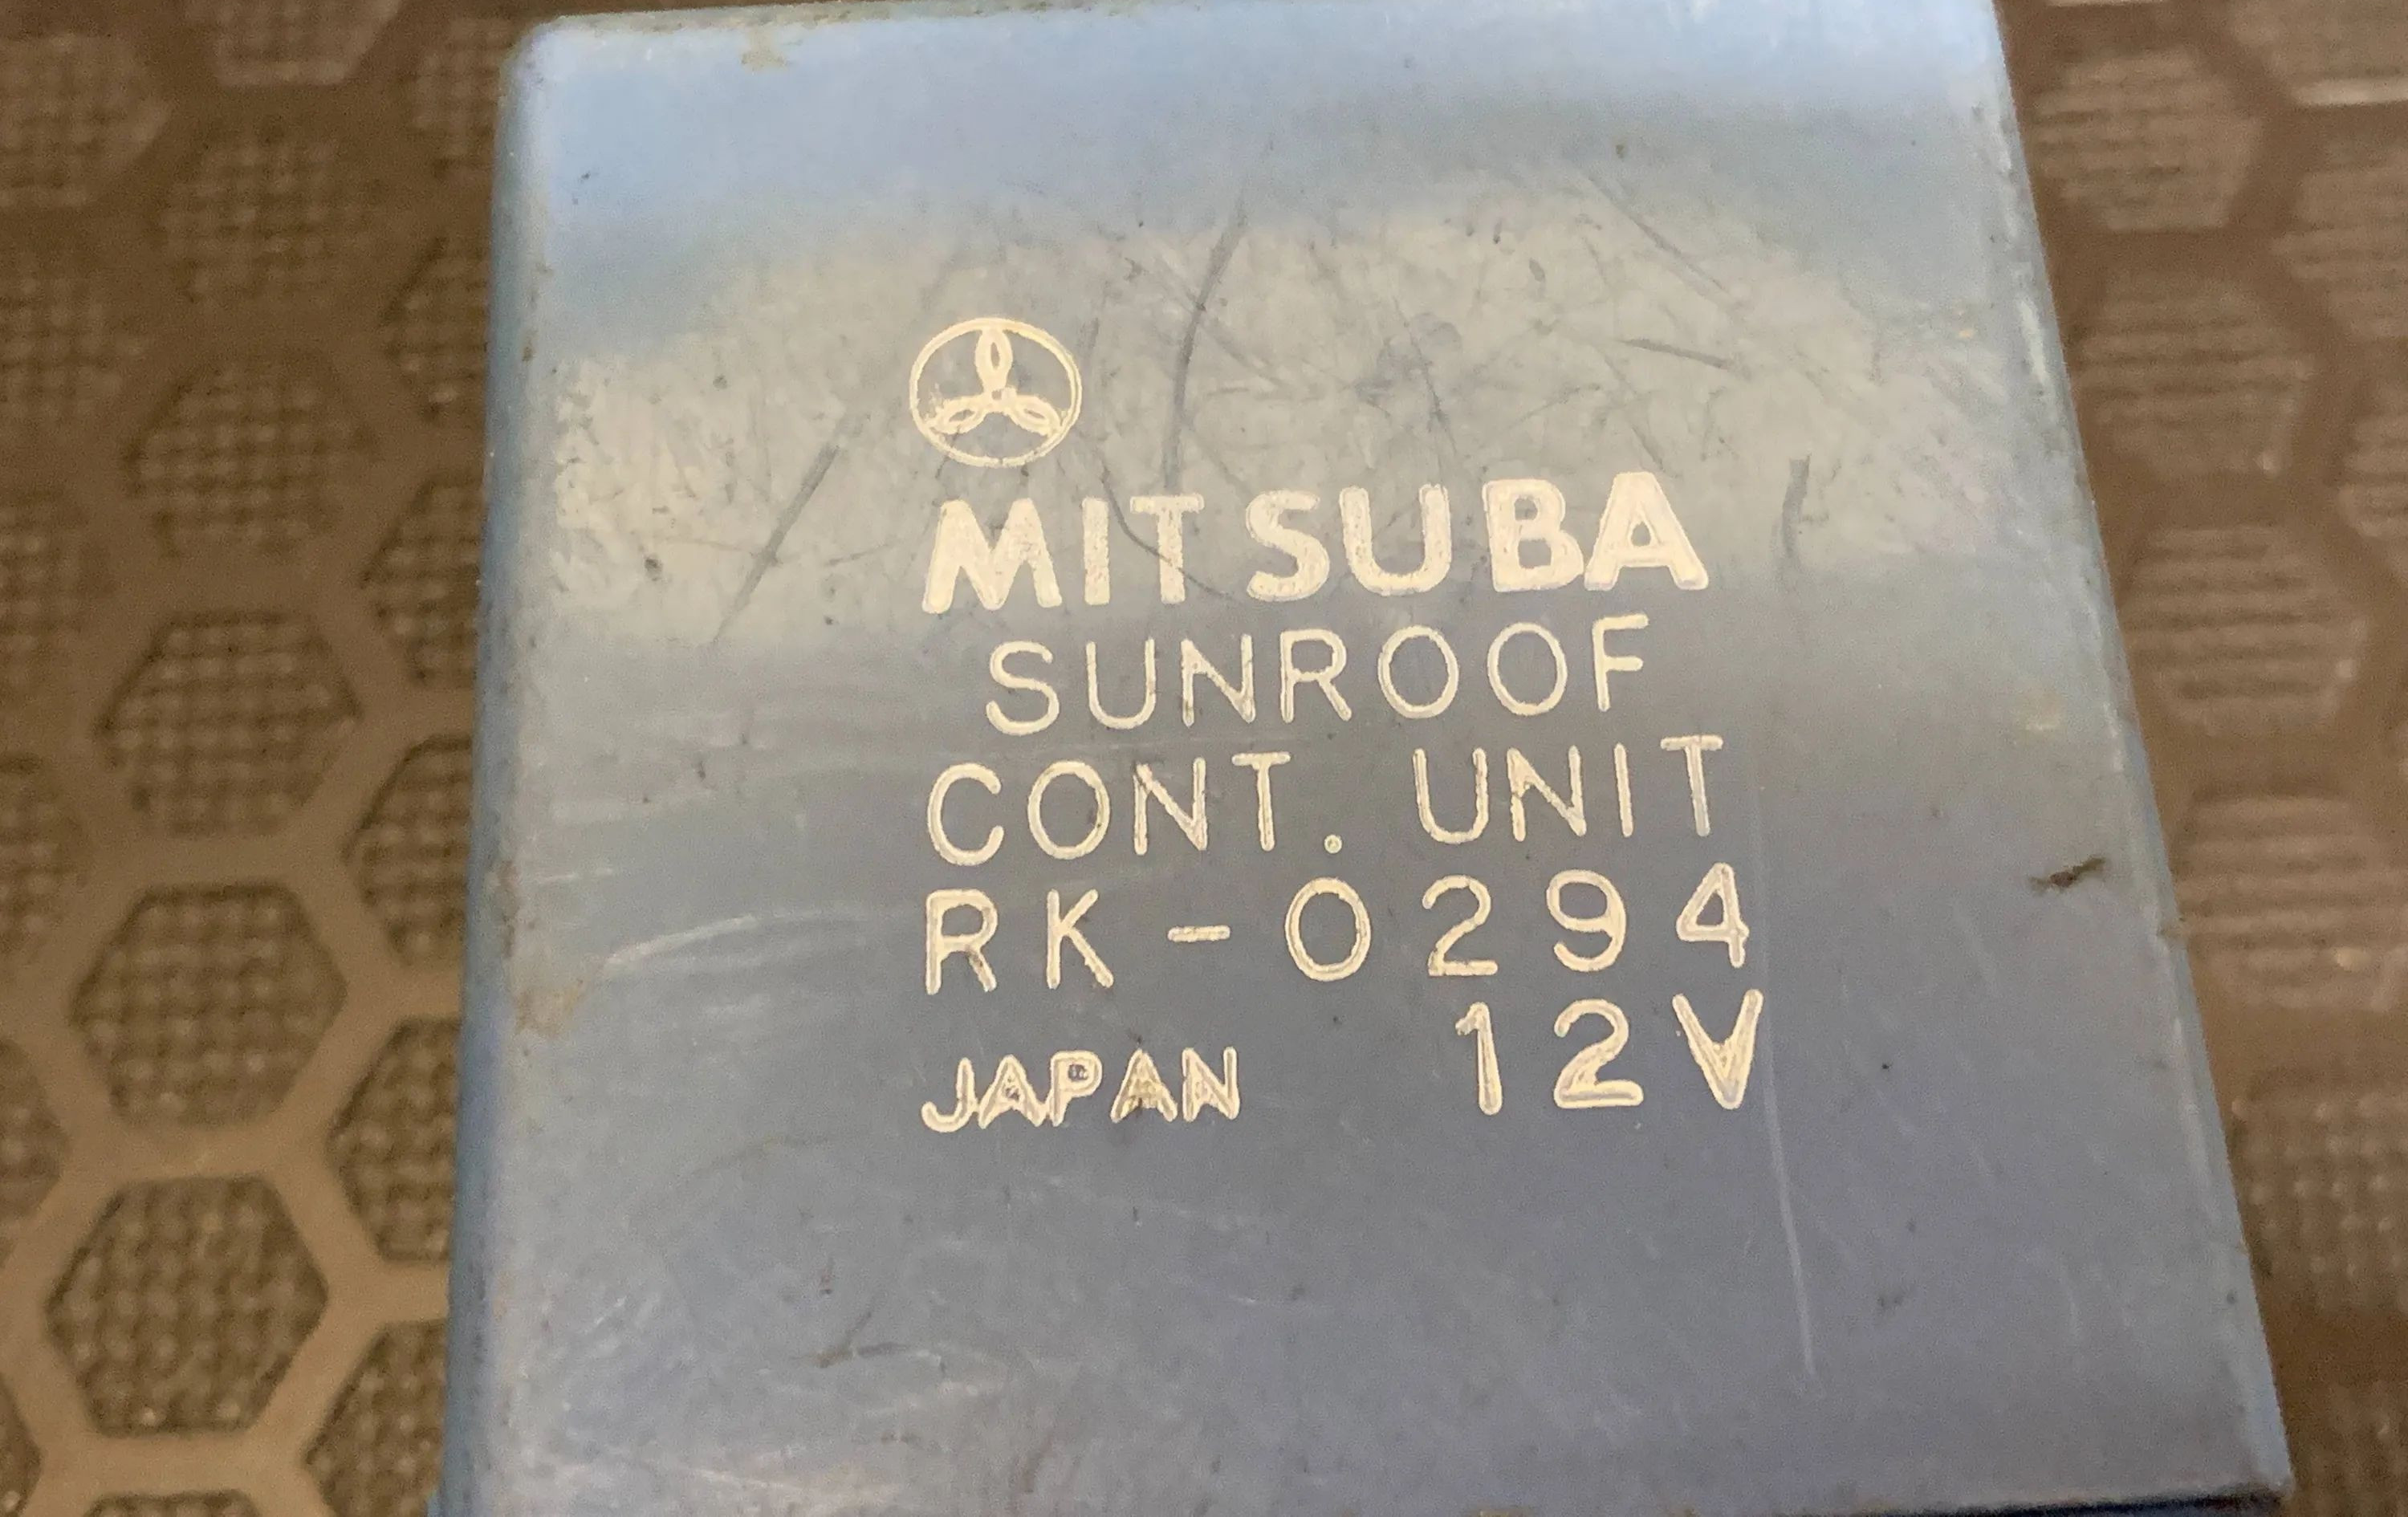 MITSUBA
SUNROOF
CONT. UNIT
RK-0294
JAPAN 12V